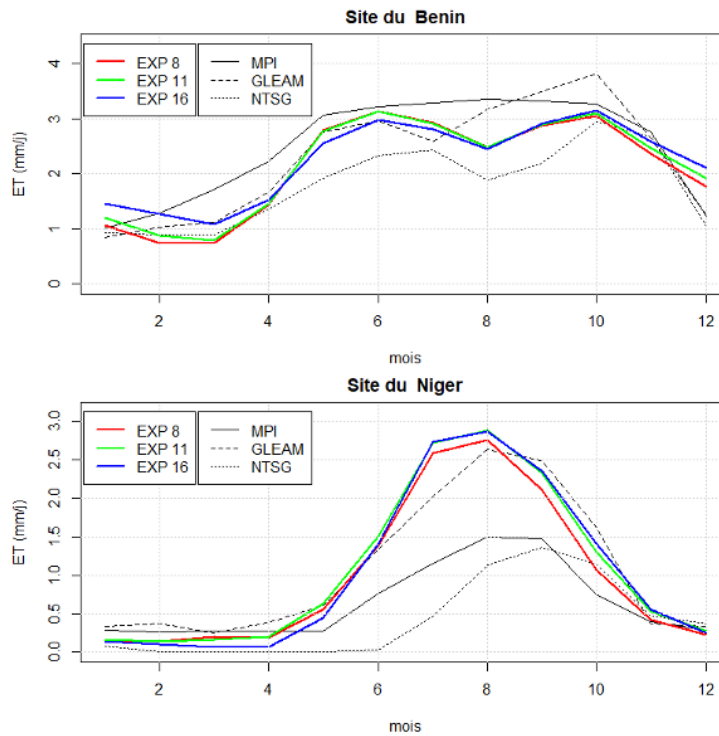 Site du Benin
EXP 8 MPI
EXP 11 GLEAM
EXP 16 NTSG
ET (mm/j)
4
3
2
1
0
2 4 6 8 10 12
mois
Site du Niger
EXP 8 MPI
EXP 11 GLEAM
EXP 16 NTSG
ET (mm/j)
3.0
2.5
2.0
1.5
1.0
0.5
0.0
2 4 6 8 10 12
mois